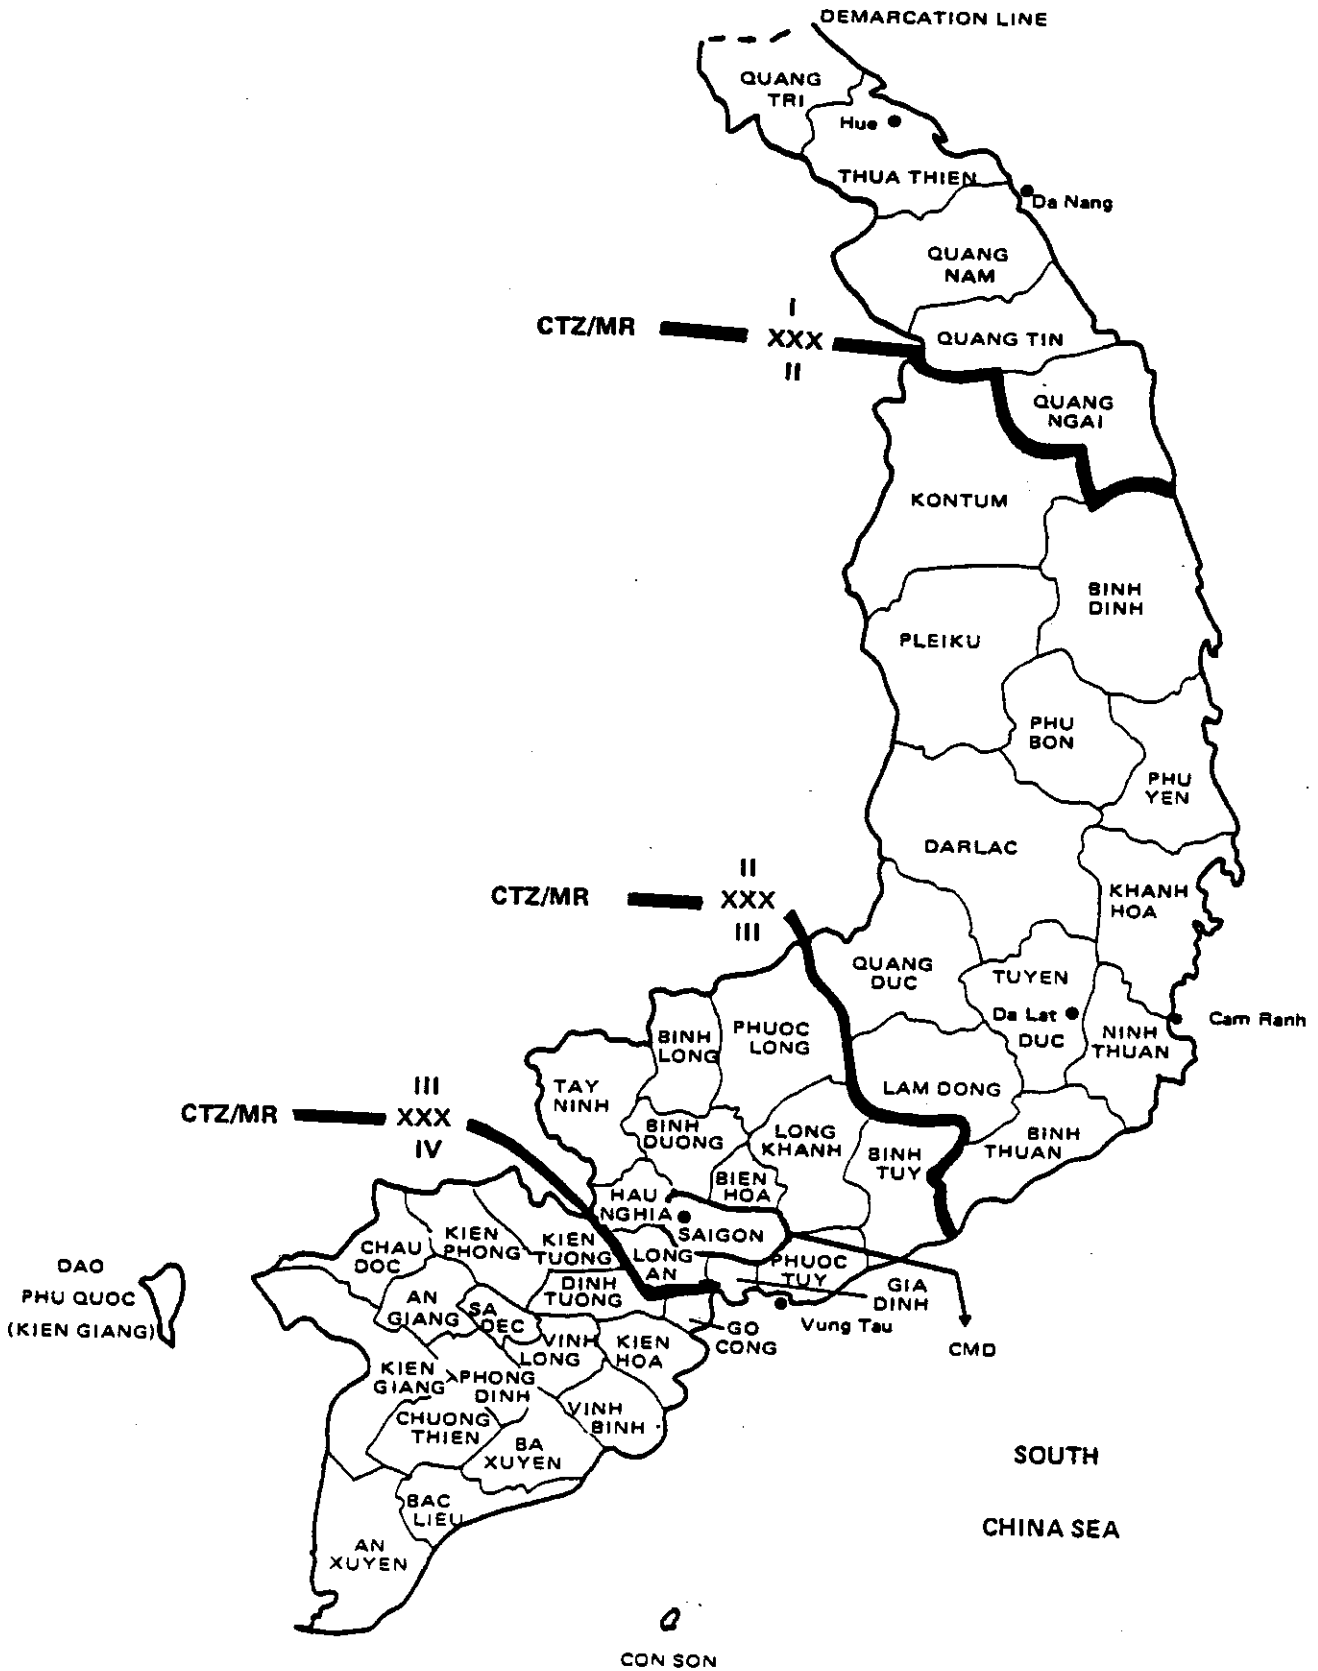 DEMARCATION LINE
QUANG
TRI
Hue
THUA THIEN
Da Nang
QUANG
NAM
I
CTZ/MR
XXX
II
QUANG TIN
QUANG
NGAI
KONTUM
BINH
DINH
PLEIKU
PHU
BON
PHU
YEN
DARLAC
II
CTZ/MR
XXX
III
KHANH
HOA
QUANG
DUC
TUYEN
Da Lat
DUC
Cam Ranh
NINH
THUAN
PHUOC
LONG
BINH
LONG
LAM DONG
TAY
NINH
III
CTZ/MR
XXX
IV
BINH
DUONG
LONG
KHANH
BINH
TUY
BINH
THUAN
BIEN
HOA
HAU
NGHIA
SAIGON
KIEN
PHONG
KIEN
TUONG
LONG
AN
CHAU
DOC
PHUOC
TUY
DAO
PHU QUOC
(KIEN GIANG)
AN
GIANG
SA
DEC
DINH
TUONG
GIA
DINH
Vung Tau
GO
CONG
CMD
VINH
LONG
KIEN
HOA
KIEN
GIANG
PHONG
DINH
VINH
BINH
CHUONG
THIEN
BA
XUYEN
SOUTH
CHINA SEA
BAC
LIEU
AN
XUYEN
CON SON